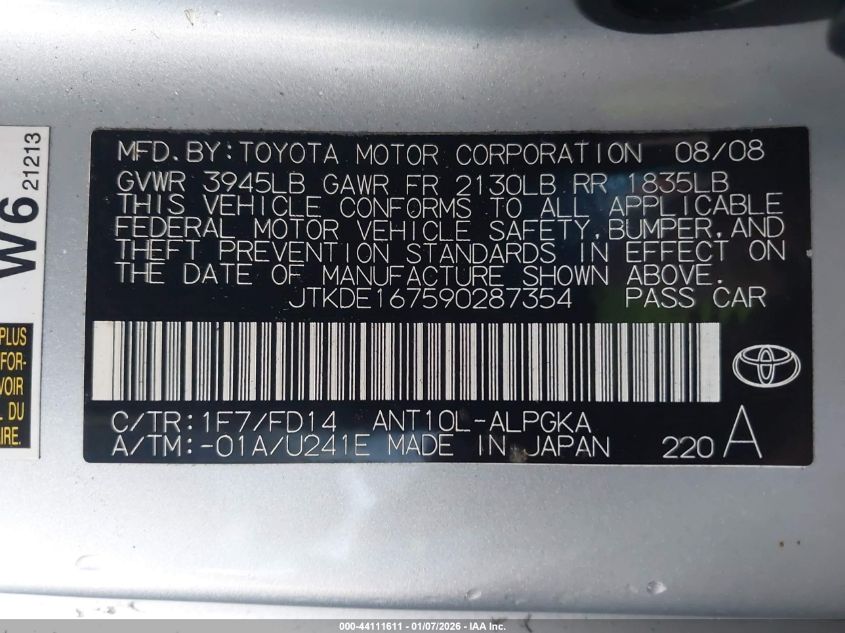 MFD.BY:TOYOTA MOTOR CORPORATION 08/08
GVWR 3945LB GAWR FR 2130LB RR 1835LB
THIS VEHICLE CONFORMS TO ALL APPLICABLE
FEDERAL MOTOR VEHICLE SAFETY,BUMPER,AND
THEFT PREVENTION STANDARDS IN EFFECT ON
THE DATE OF MANUFACTURE SHOWN ABOVE.
JTKDE167590287354 PASS CAR
C/TR:1F7/FD14 ANT10L-ALPGKA
A/TM:-01A/U241E MADE IN JAPAN 220 A
W6
21213
PLUS
FOR-
VOIR
DU
IRE.
000-44111611 - 01/07/2026 - IAA Inc.